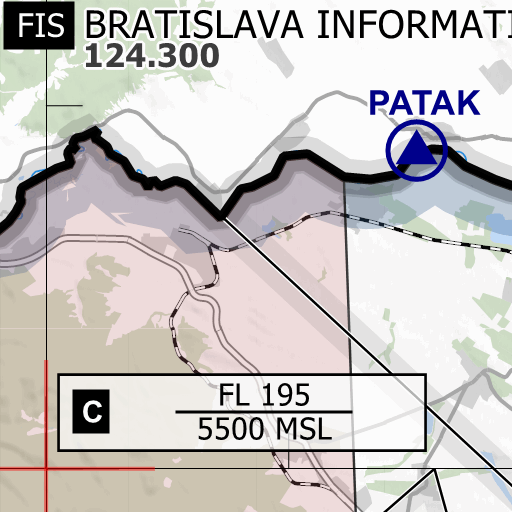 FIS BRATISLAVA INFORMATI
124.300
PATAK
C FL 195
5500 MSL